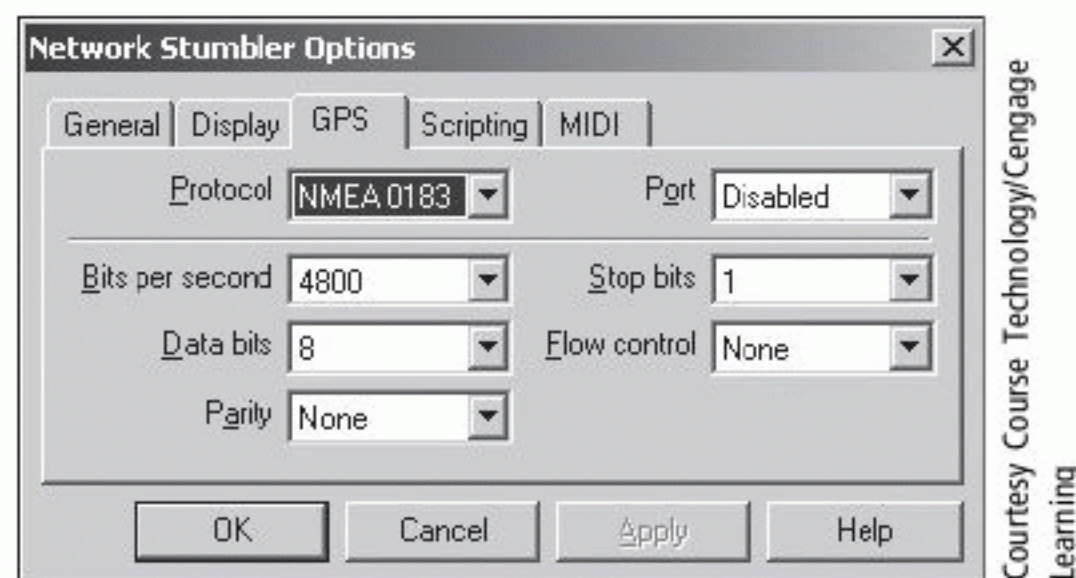 Network Stumbler Options
General Display GPS Scripting MIDI
Protocol NMEA 0183 Port Disabled
Bits per second 4800 Stop bits 1
Data bits 8 Flow control None
Parity None
OK Cancel Apply Help
Courtesy Course Technology/Cengage
Learning